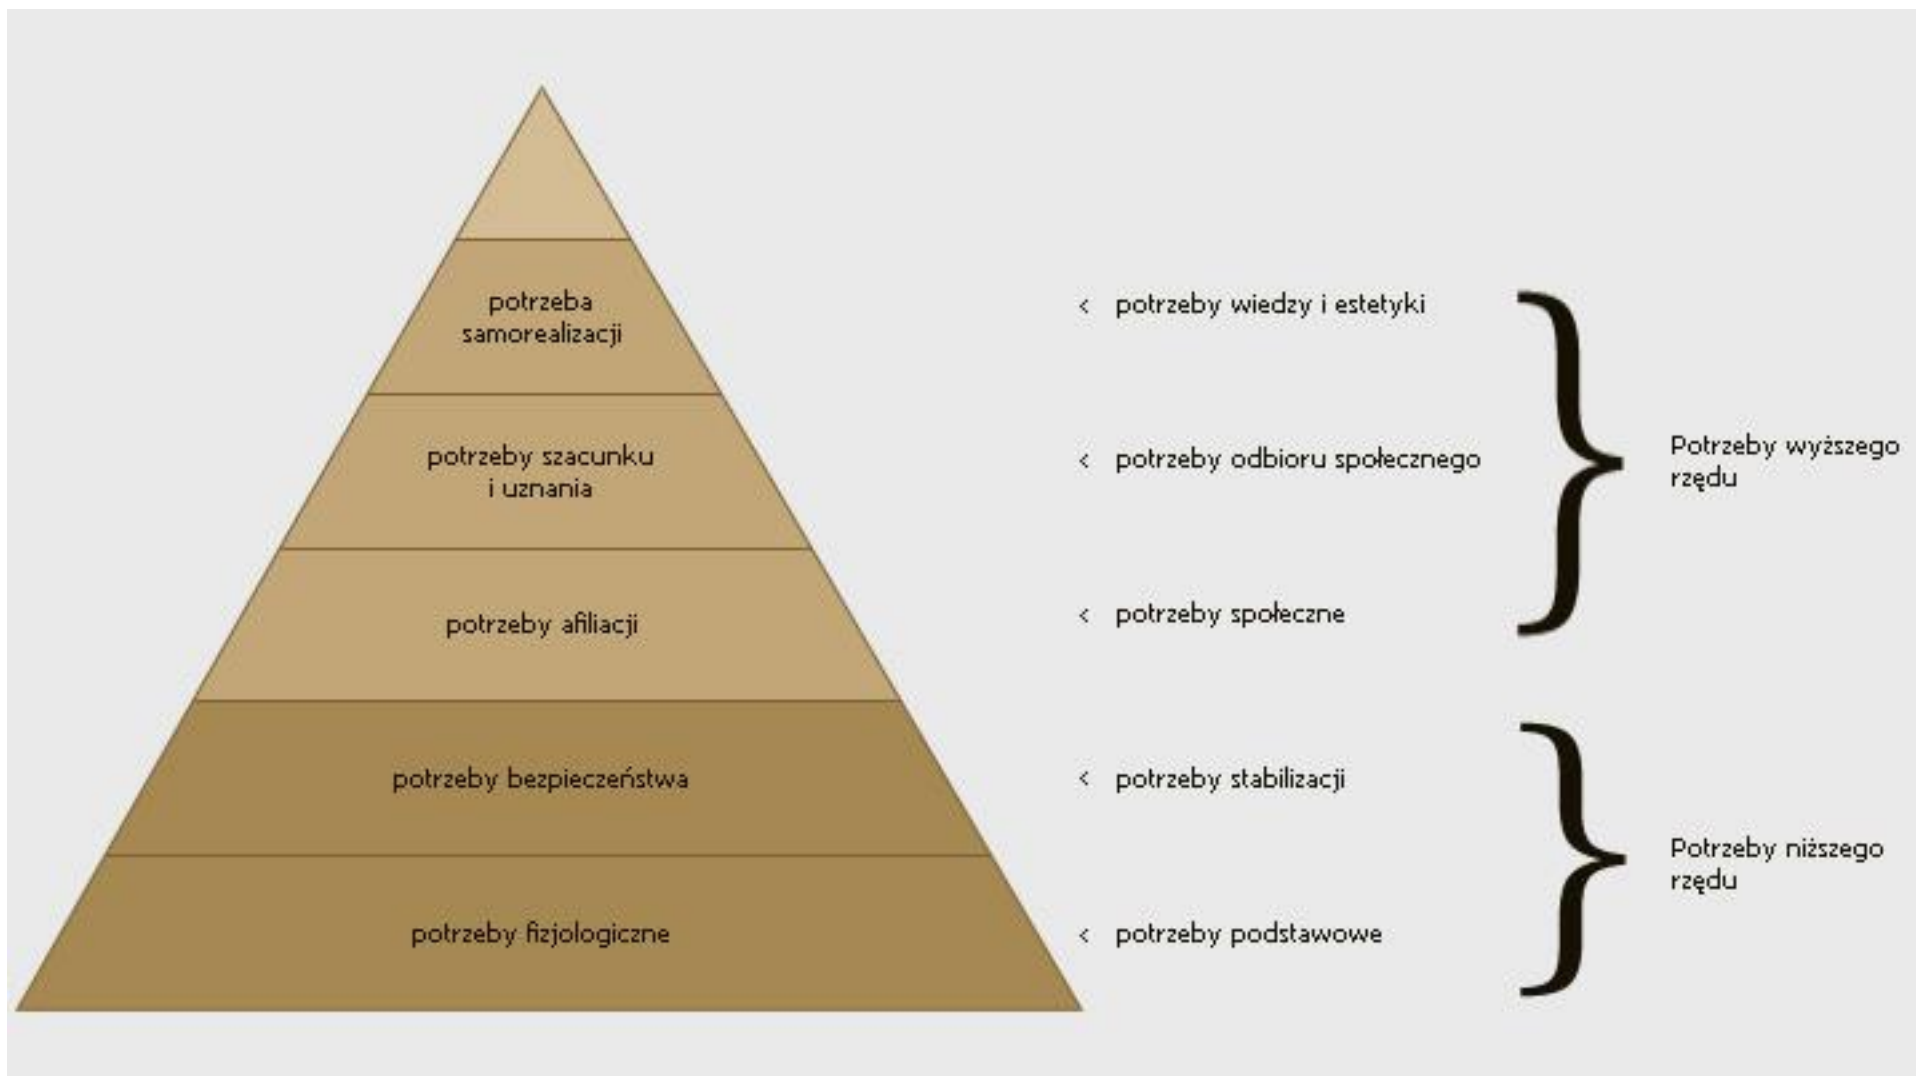 potrzeba
samorealizacji
< potrzeby wiedzy i estetyki
potrzeby szacunku
i uznania
< potrzeby odbioru społecznego
Potrzeby wyższego
rzędu
potrzeby afiliacji
< potrzeby społeczne
potrzeby bezpieczeństwa
< potrzeby stabilizacji
Potrzeby niższego
rzędu
potrzeby fizjologiczne
< potrzeby podstawowe